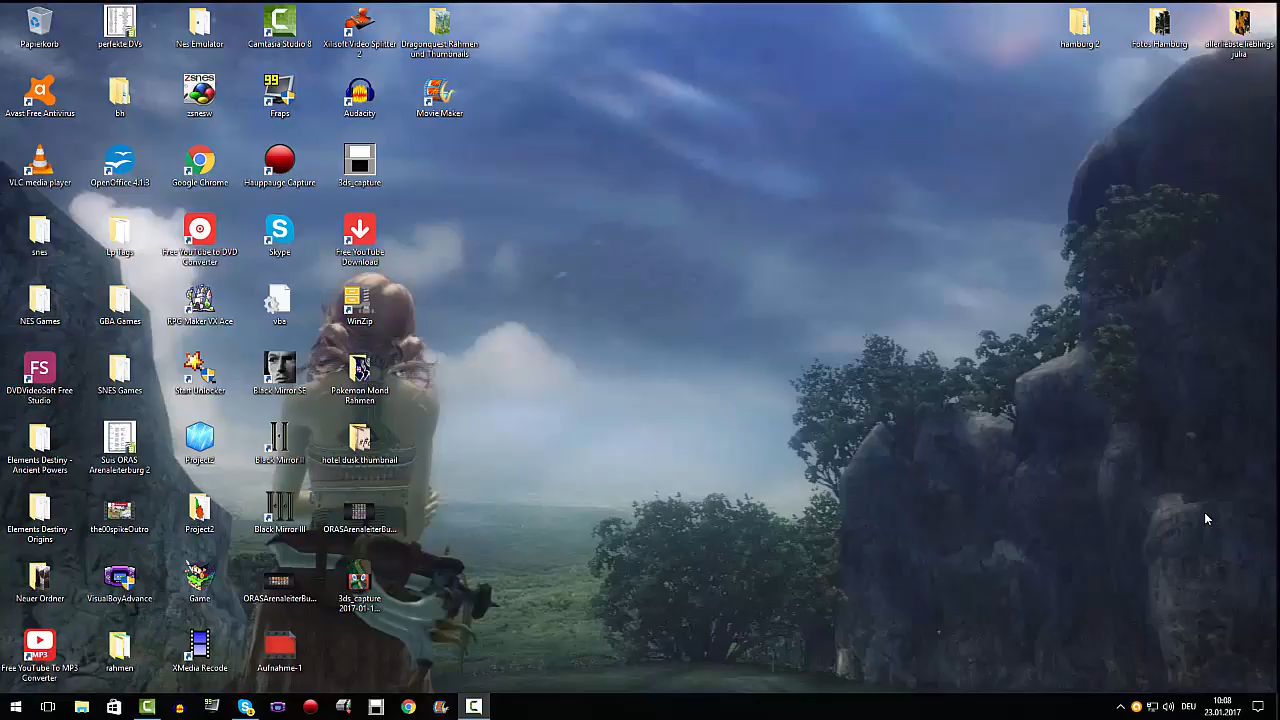 Papierkorb
perfekte DVs
Nes Emulator
Camtasia Studio 8
Xilisoft Video Splitter
2
Dragonquest Rahmen
und Thumbnails
hamburg 2
Fotos Hamburg
allerliebste lieblings
julia
Avast Free Antivirus
bh
zsnes
zsnesw
99
Fraps
Audacity
Movie Maker
VLC media player
OpenOffice 4.1.3
Google Chrome
Hauppauge Capture
3ds_capture
snes
Lp Tags
Free YouTube to DVD
Converter
Skype
Free YouTube
Download
NES Games
GBA Games
RPG Maker VX Ace
vba
WinZip
FS
DVDVideoSoft Free
Studio
SNES Games
Start Unlocker
Black Mirror SE
Pokemon Mond
Rahmen
Elements Destiny -
Ancient Powers
Suis ORAS
Arenaleiterburg 2
Project2
Black Mirror II
hotel dusk thumbnail
Elements Destiny -
Origins
the00spikeOutro
Project2
Black Mirror III
ORASArenaleiterBu...
Neuer Ordner
VisualBoyAdvance
Game
ORASArenaleiterBu...
3ds_capture
2017-01-1...
MP3
Free YouTube To MP3
Converter
rahmen
XMedia Recode
Aufnahme-1
DEU
10:08
23.01.2017